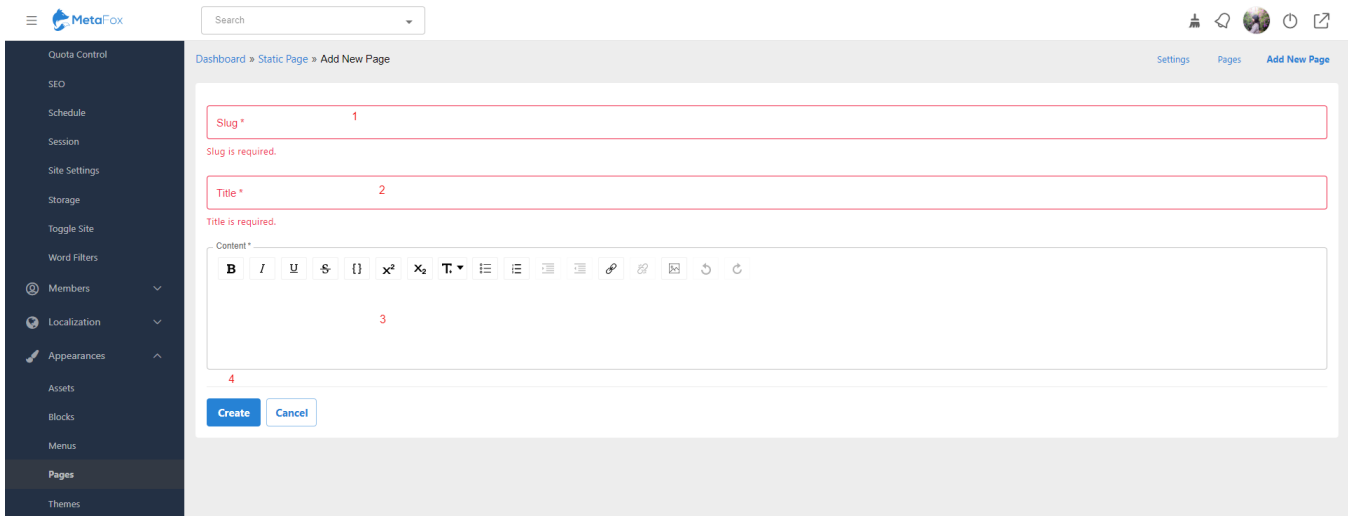 MetaFox
Search
Quota Control
SEO
Schedule
Session
Site Settings
Storage
Toggle Site
Word Filters
Members
Localization
Appearances
Assets
Blocks
Menus
Pages
Themes
Dashboard » Static Page » Add New Page
Settings Pages Add New Page
Slug * 1
Slug is required.
Title * 2
Title is required.
Content *
B I U S {} X² X₂ T.
3
4
Create Cancel